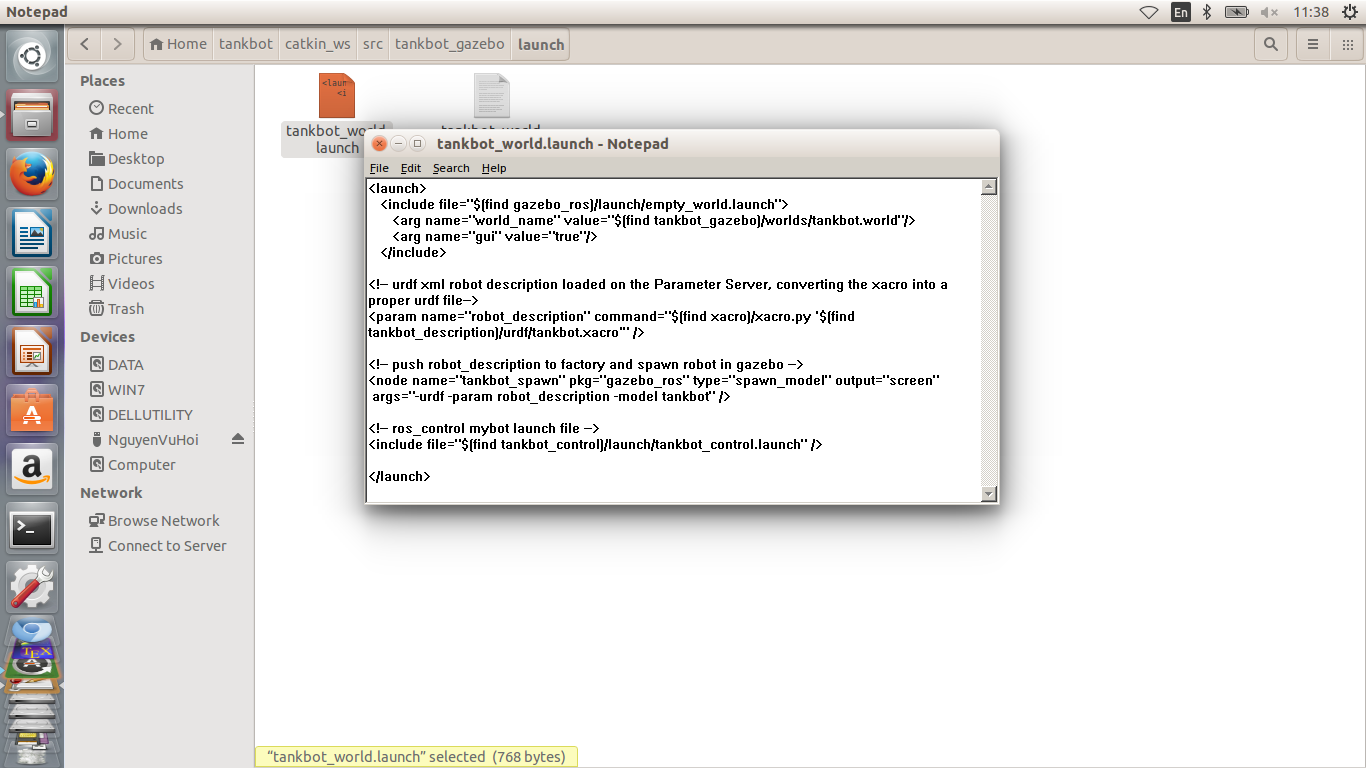 Notepad
En
11:38
Home
tankbot
catkin_ws
src
tankbot_gazebo
launch
Places
Recent
Home
Desktop
Documents
Downloads
Music
Pictures
Videos
Trash
Devices
DATA
WIN7
DELLUTILITY
NguyenVuHoi
Computer
Network
Browse Network
Connect to Server
<laun
<i
tankbot_world.
launch
tankbot_world.launch - Notepad
File Edit Search Help
<launch>
<include file="$(find gazebo_ros)/launch/empty_world.launch">
<arg name="world_name" value="$(find tankbot_gazebo)/worlds/tankbot.world"/>
<arg name="gui" value="true"/>
</include>
<!-- urdf xml robot description loaded on the Parameter Server, converting the xacro into a
proper urdf file-->
<param name="robot_description" command="$(find xacro)/xacro.py '$(find
tankbot_description)/urdf/tankbot.xacro'" />
<!-- push robot_description to factory and spawn robot in gazebo -->
<node name="tankbot_spawn" pkg="gazebo_ros" type="spawn_model" output="screen"
args="-urdf -param robot_description -model tankbot" />
<!-- ros_control mybot launch file -->
<include file="$(find tankbot_control)/launch/tankbot_control.launch" />
</launch>
"tankbot_world.launch" selected (768 bytes)